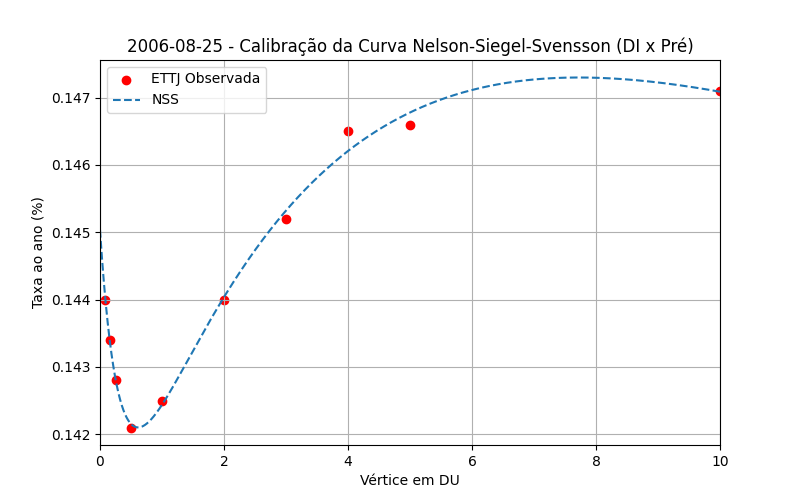 2006-08-25 - Calibração da Curva Nelson-Siegel-Svensson (DI x Pré)
ETTJ Observada
NSS
0.147
0.146
0.145
0.144
0.143
0.142
Taxa ao ano (%)
0 2 4 6 8 10
Vértice em DU